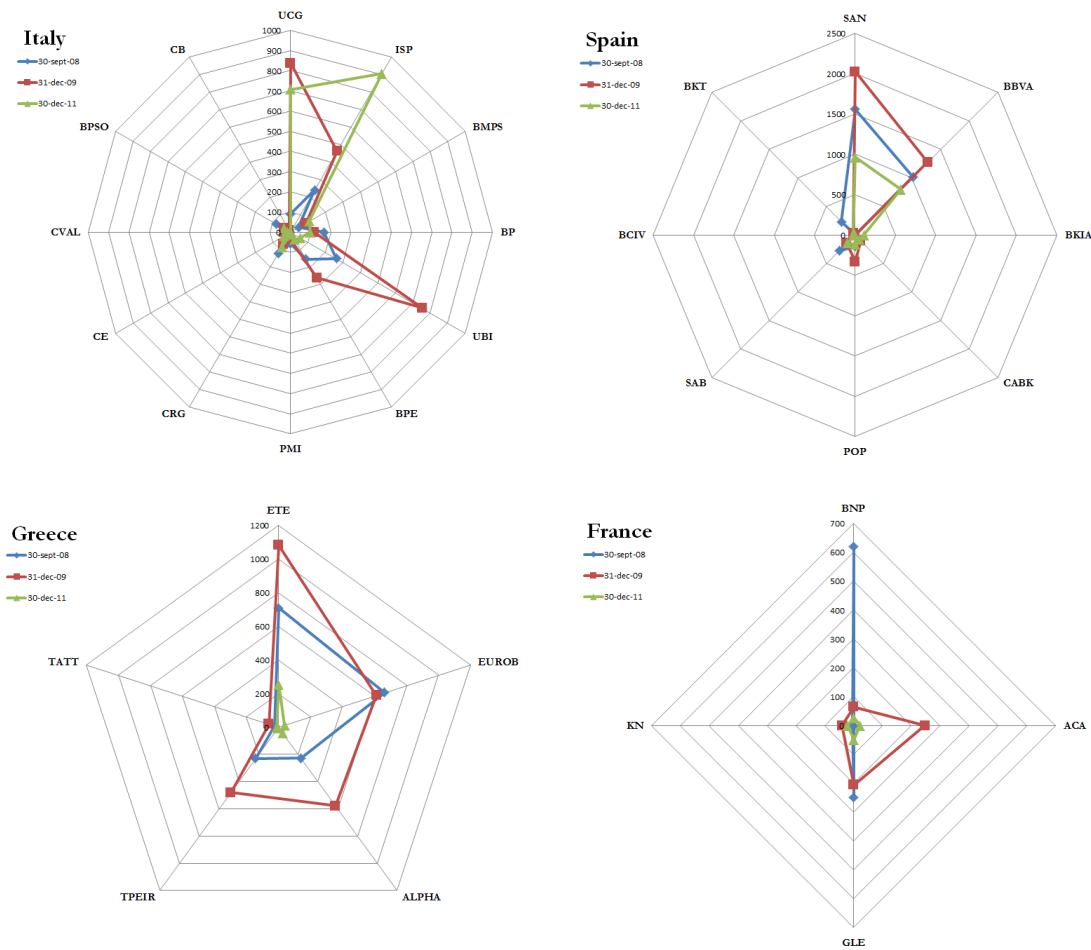 Italy
30-sept-08
31-dec-09
30-dec-11
UCG
ISP
BMPS
BP
UBI
BPE
PMI
CRG
CE
CVAL
BPSO
CB
1000
900
800
700
600
500
400
300
200
100
0
Spain
30-sept-08
31-dec-09
30-dec-11
SAN
BBVA
BKIA
CABK
POP
SAB
BCIV
BKT
2500
2000
1500
1000
500
0
Greece
30-sept-08
31-dec-09
30-dec-11
ETE
EUROB
ALPHA
TPEIR
TATT
1200
1000
800
600
400
200
0
France
30-sept-08
31-dec-09
30-dec-11
BNP
ACA
GLE
KN
700
600
500
400
300
200
100
0